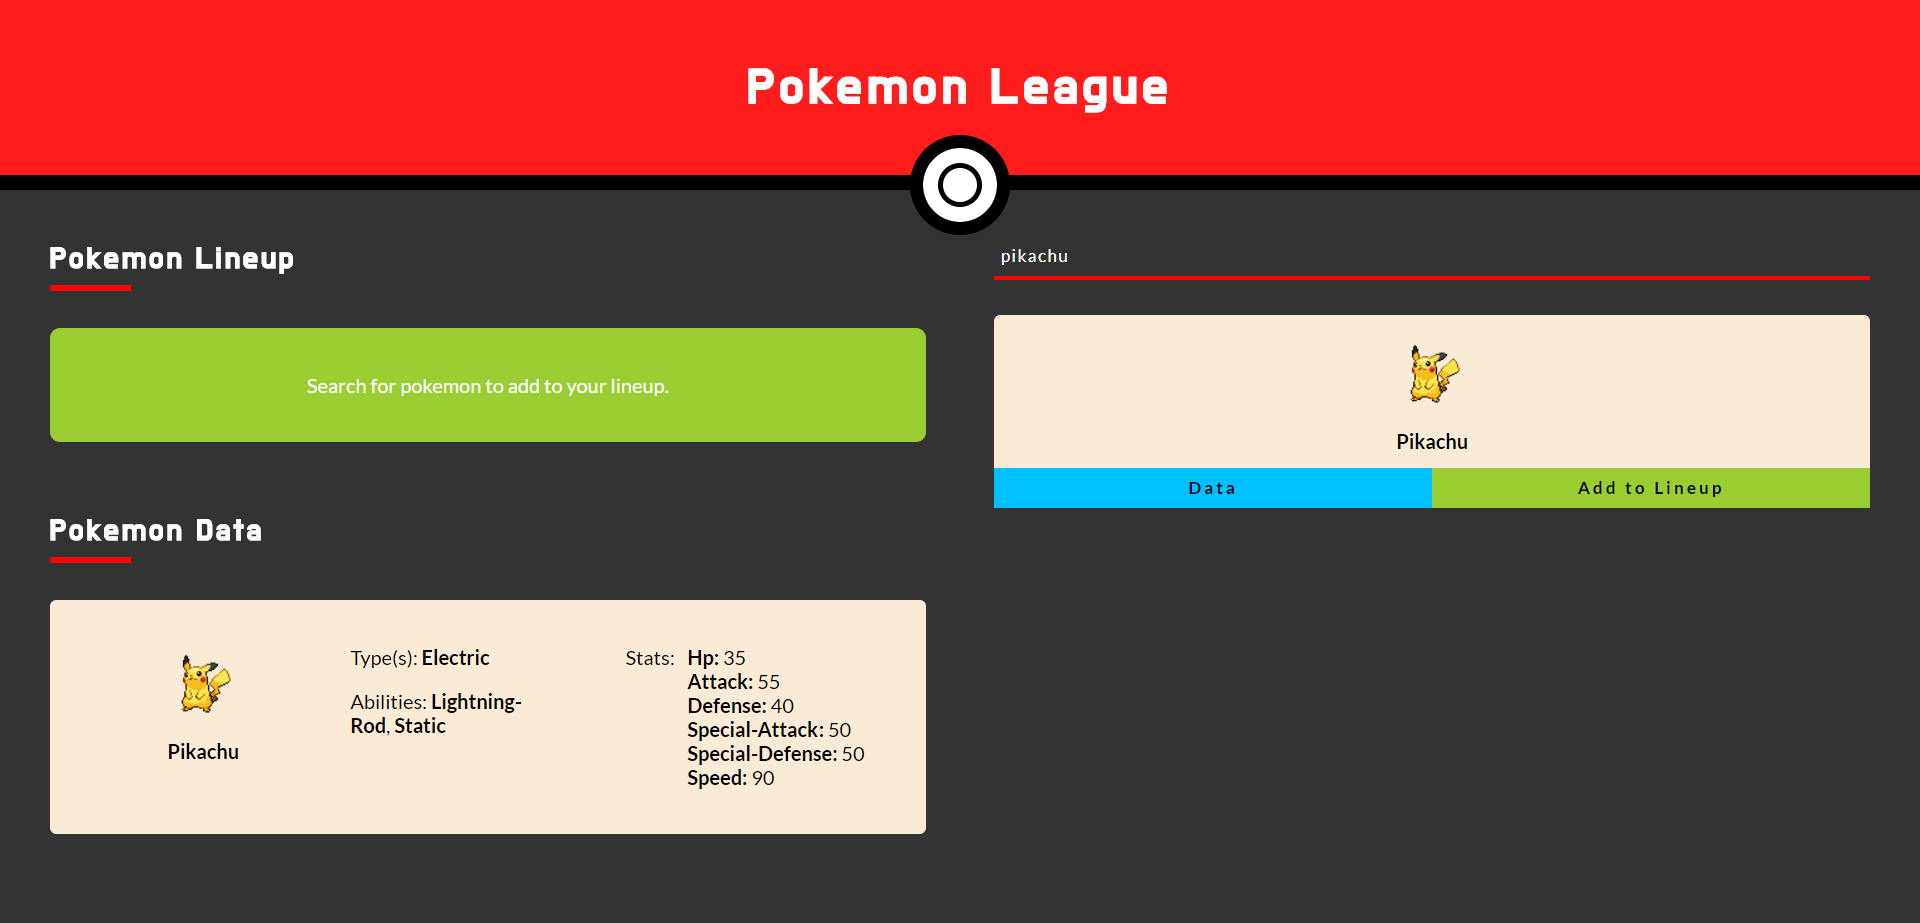 Pokemon League
Pokemon Lineup
Search for pokemon to add to your lineup.
Pokemon Data
Pikachu
Type(s): Electric
Abilities: Lightning-
Rod, Static
Stats:
Hp: 35
Attack: 55
Defense: 40
Special-Attack: 50
Special-Defense: 50
Speed: 90
pikachu
Pikachu
Data
Add to Lineup